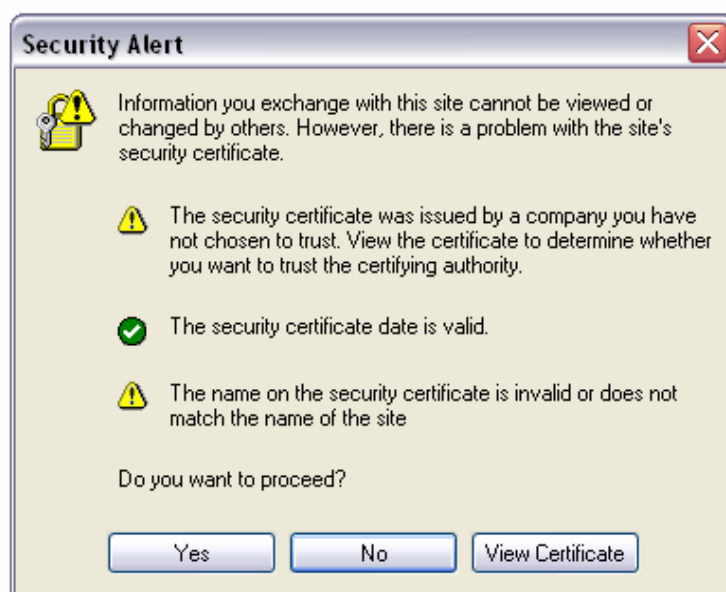 Security Alert
Information you exchange with this site cannot be viewed or
changed by others. However, there is a problem with the site's
security certificate.
The security certificate was issued by a company you have
not chosen to trust. View the certificate to determine whether
you want to trust the certifying authority.
The security certificate date is valid.
The name on the security certificate is invalid or does not
match the name of the site
Do you want to proceed?
Yes No View Certificate